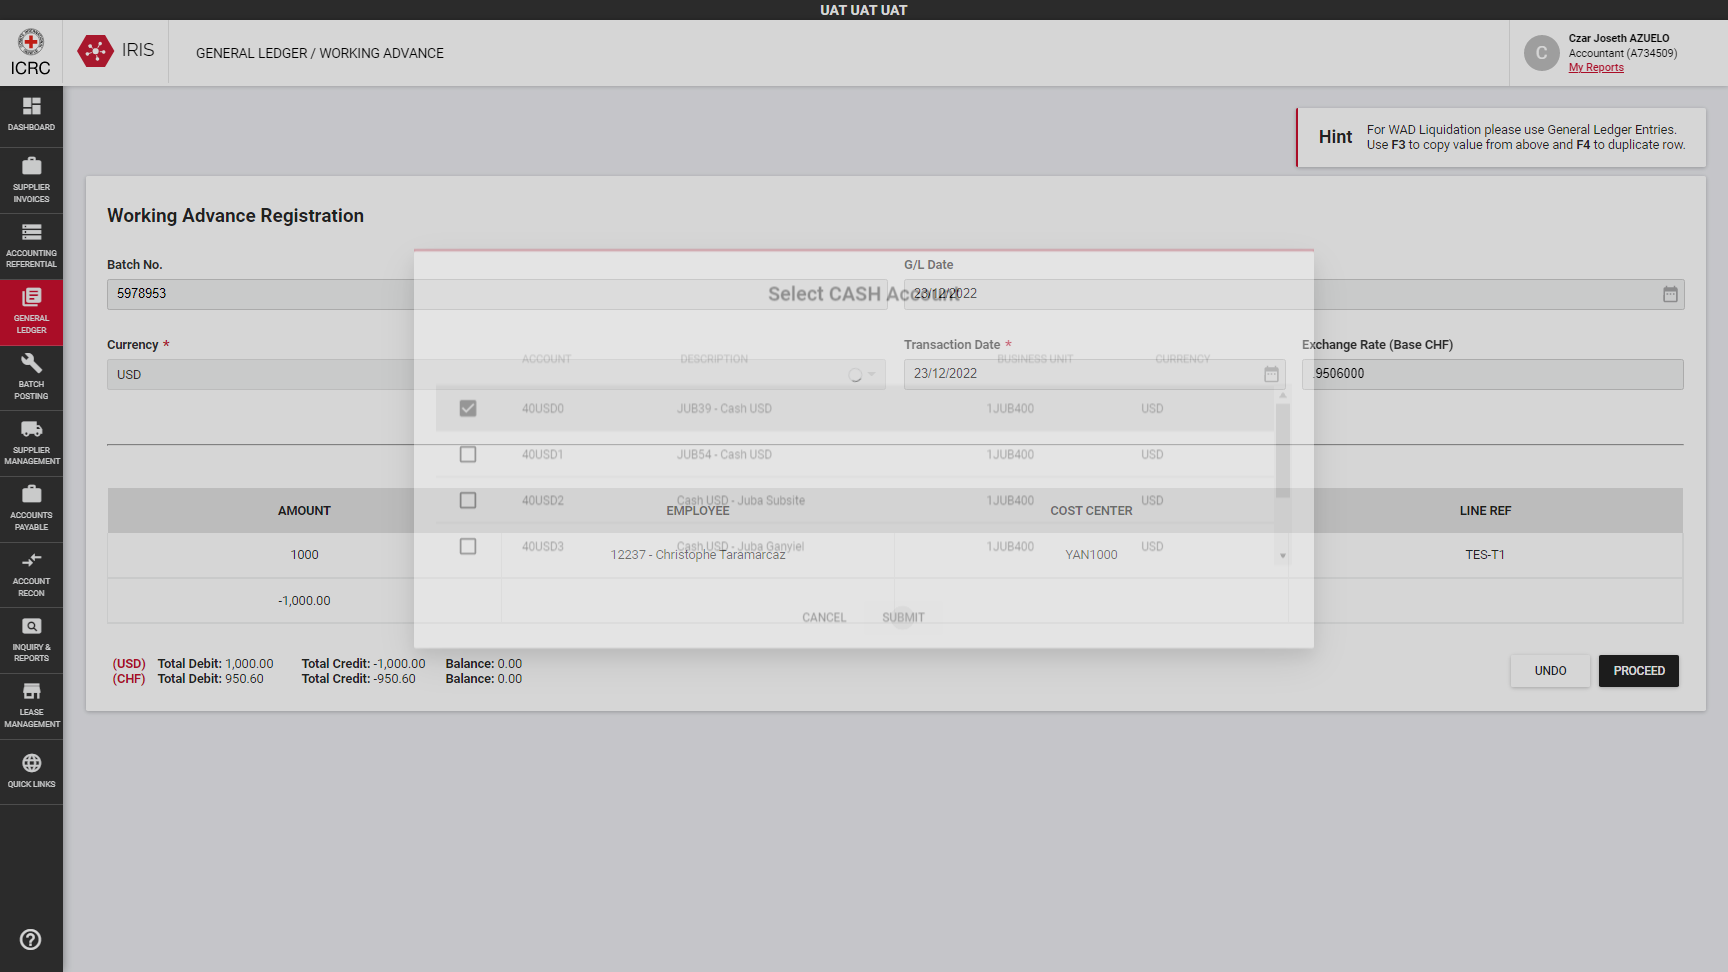 UAT UAT UAT
ICRC
IRIS
GENERAL LEDGER / WORKING ADVANCE
C
Czar Joseth AZUELO
Accountant (A734509)
My Reports
DASHBOARD
SUPPLIER
INVOICES
ACCOUNTING
REFERENTIAL
GENERAL
LEDGER
BATCH
POSTING
SUPPLIER
MANAGEMENT
ACCOUNTS
PAYABLE
ACCOUNT
RECON
INQUIRY &
REPORTS
LEASE
MANAGEMENT
QUICK LINKS
Hint
For WAD Liquidation please use General Ledger Entries.
Use F3 to copy value from above and F4 to duplicate row.
Working Advance Registration
Batch No.
5978953
G/L Date
23/12/2022
Currency *
USD
Transaction Date *
23/12/2022
Exchange Rate (Base CHF)
.9506000
Select CASH Account
ACCOUNT DESCRIPTION BUSINESS UNIT CURRENCY
40USD0 JUB39 - Cash USD 1JUB400 USD
40USD1 JUB54 - Cash USD 1JUB400 USD
40USD2 Cash USD - Juba Subsite 1JUB400 USD
40USD3 Cash USD - Juba Ganyiel 1JUB400 USD
CANCEL SUBMIT
AMOUNT EMPLOYEE COST CENTER LINE REF
1000 12237 - Christophe Taramarcaz YAN1000 TES-T1
-1,000.00
(USD) Total Debit: 1,000.00 Total Credit: -1,000.00 Balance: 0.00
(CHF) Total Debit: 950.60 Total Credit: -950.60 Balance: 0.00
UNDO PROCEED